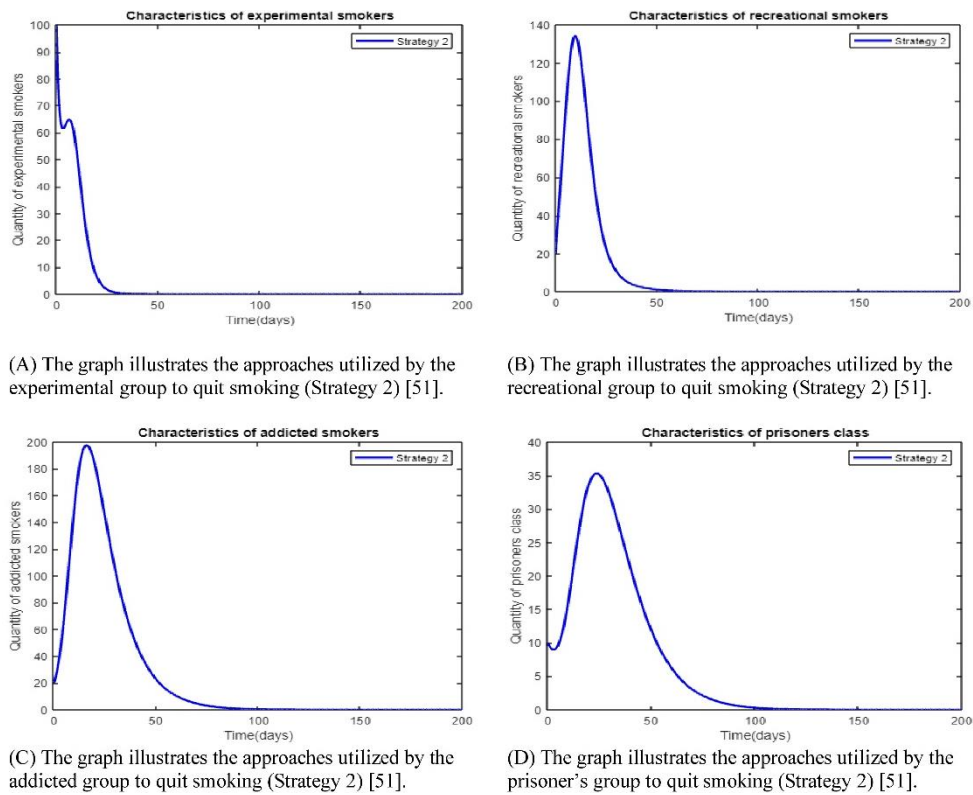 Characteristics of experimental smokers
Strategy 2
100
90
80
70
60
50
40
30
20
10
0
Quantity of experimental smokers
0 50 100 150 200
Time(days)
(A) The graph illustrates the approaches utilized by the
experimental group to quit smoking (Strategy 2) [51].
Characteristics of recreational smokers
Strategy 2
140
120
100
80
60
40
20
0
Quantity of recreational smokers
0 50 100 150 200
Time(days)
(B) The graph illustrates the approaches utilized by the
recreational group to quit smoking (Strategy 2) [51].
Characteristics of addicted smokers
Strategy 2
200
180
160
140
120
100
80
60
40
20
0
Quantity of addicted smokers
0 50 100 150 200
Time(days)
(C) The graph illustrates the approaches utilized by the
addicted group to quit smoking (Strategy 2) [51].
Characteristics of prisoners class
Strategy 2
40
35
30
25
20
15
10
5
0
Quantity of prisoners class
0 50 100 150 200
Time(days)
(D) The graph illustrates the approaches utilized by the
prisoner’s group to quit smoking (Strategy 2) [51].